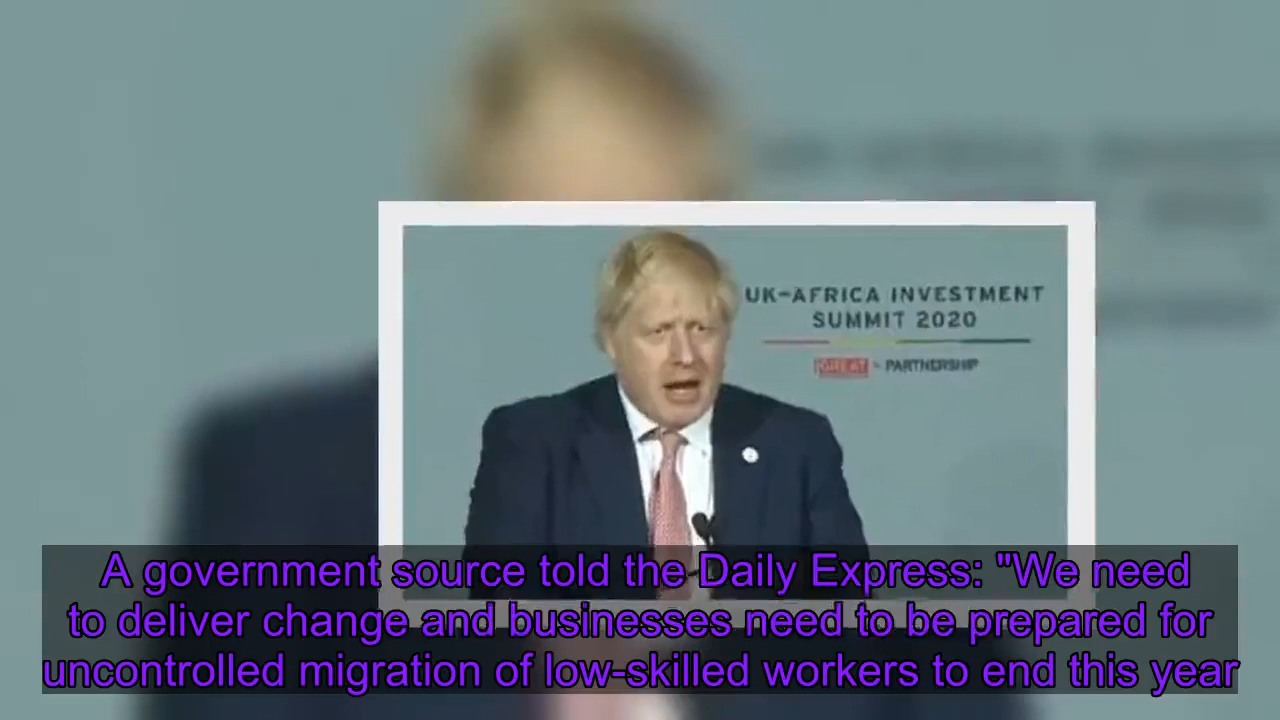 UK-AFRICA INVESTMENT
SUMMIT 2020
GREAT - PARTNERSHIP
A government source told the Daily Express: "We need
to deliver change and businesses need to be prepared for
uncontrolled migration of low-skilled workers to end this year